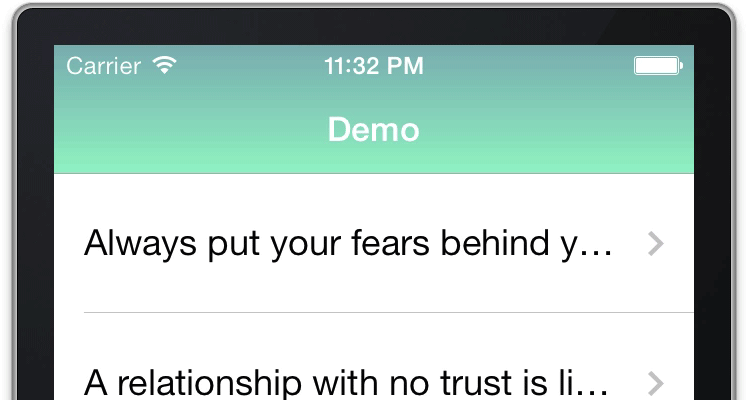 Carrier 11:32 PM
Demo
Always put your fears behind y...
A relationship with no trust is li...